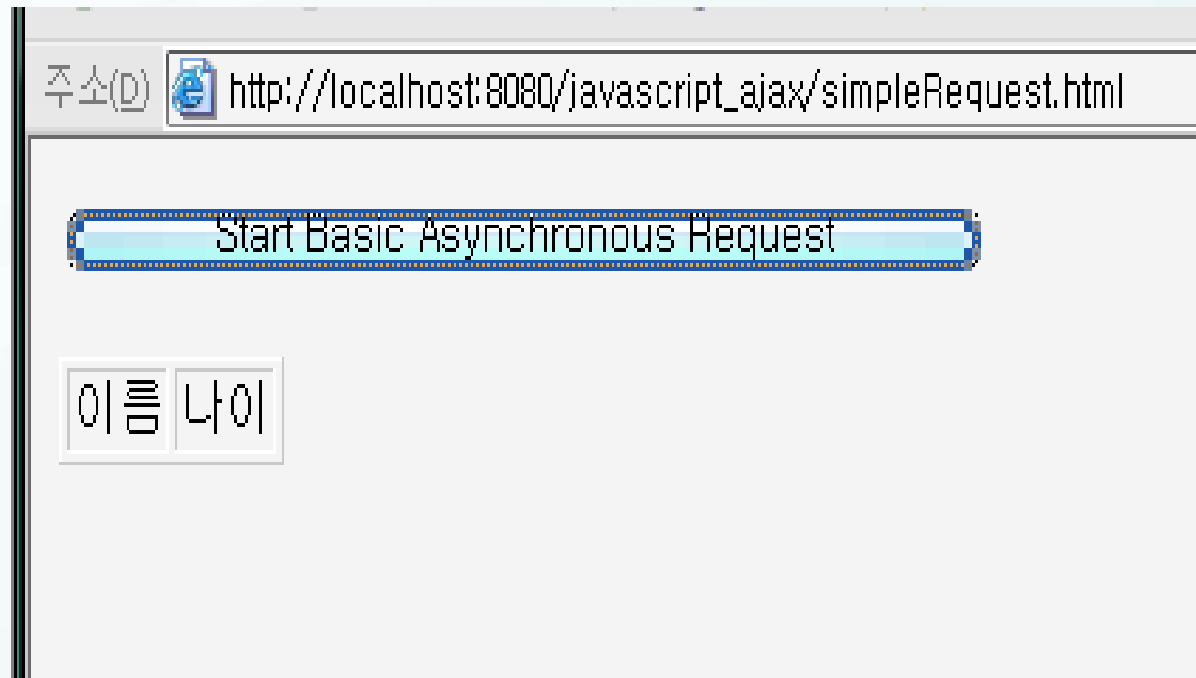 주소(D) http://localhost:8080/javascript_ajax/simpleRequest.html
Start Basic Asynchronous Request
이름 나이